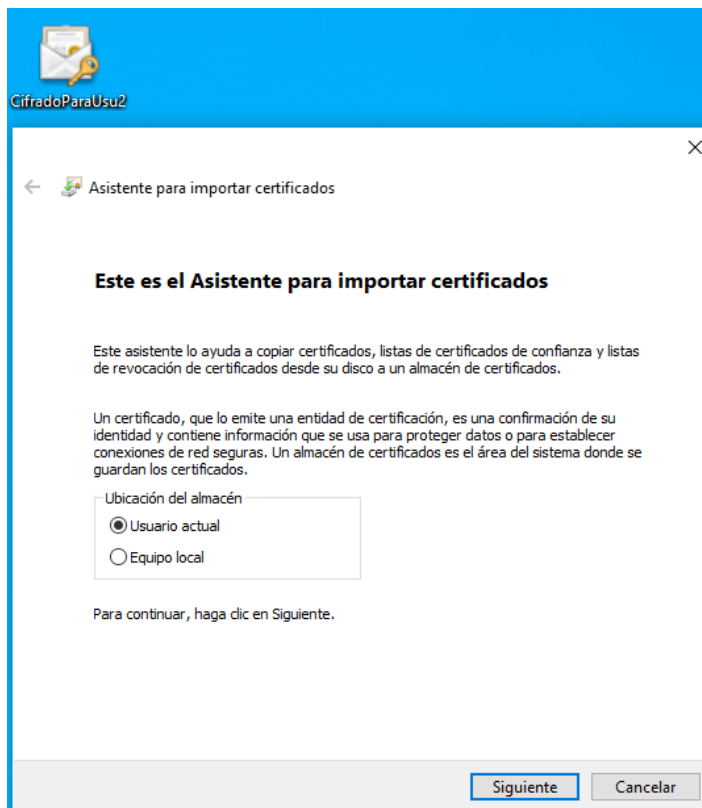 CifradoParaUsu2
Asistente para importar certificados
Este es el Asistente para importar certificados
Este asistente lo ayuda a copiar certificados, listas de certificados de confianza y listas
de revocación de certificados desde su disco a un almacén de certificados.
Un certificado, que lo emite una entidad de certificación, es una confirmación de su
identidad y contiene información que se usa para proteger datos o para establecer
conexiones de red seguras. Un almacén de certificados es el área del sistema donde se
guardan los certificados.
Ubicación del almacén
Usuario actual
Equipo local
Para continuar, haga clic en Siguiente.
Siguiente Cancelar